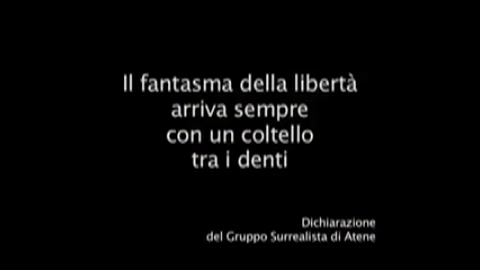 Il fantasma della libertà
arriva sempre
con un coltello
tra i denti
Dichiarazione
del Gruppo Surrealista di Atene